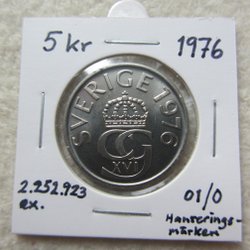 5 kr 1976
SVERIGE 1976
CG
XVI
2.252.923 01/0
ex. Hanterings-
märken